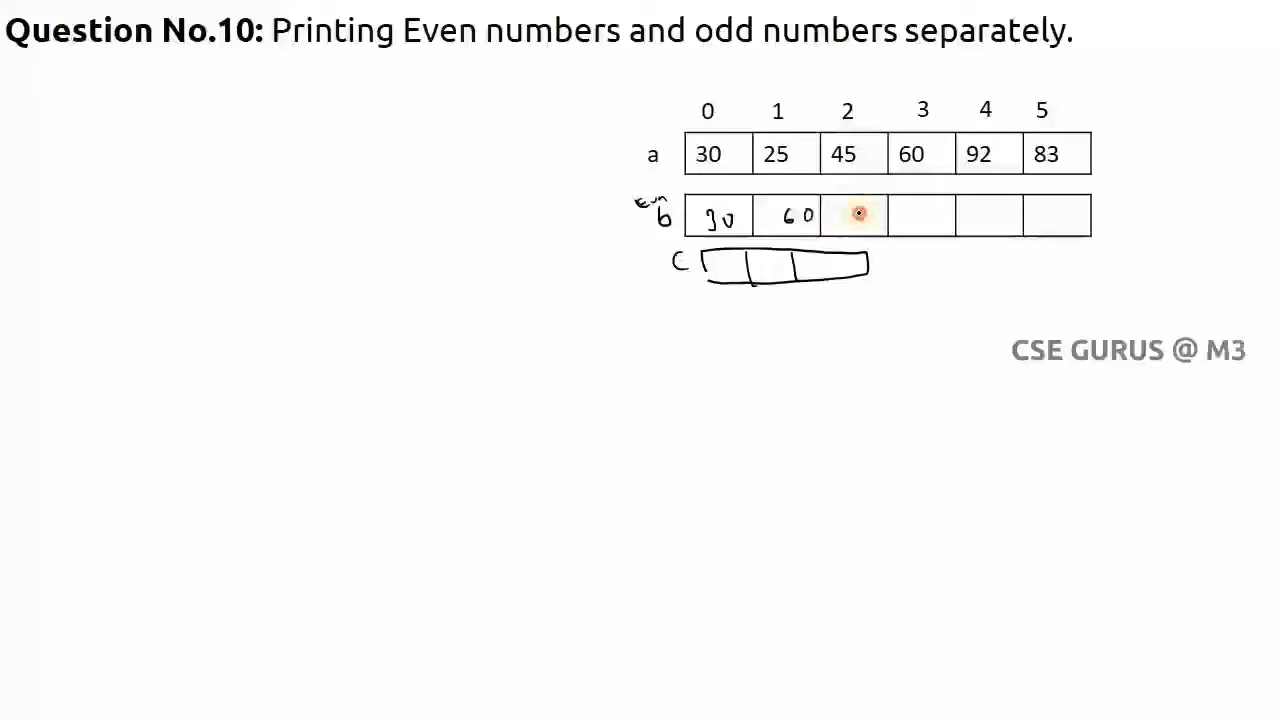 Question No.10: Printing Even numbers and odd numbers separately.
0 1 2 3 4 5
a 30 25 45 60 92 83
Evn
b 30 60
C
CSE GURUS @ M3